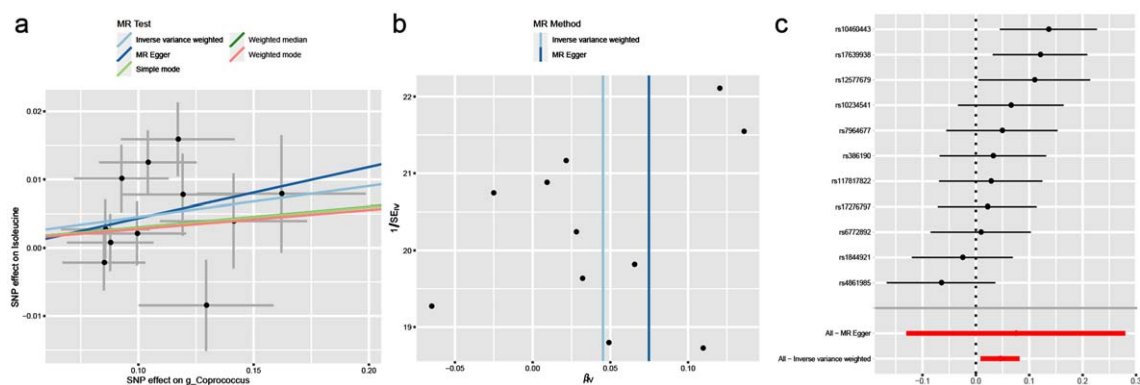 a
MR Test
Inverse variance weighted
Weighted median
MR Egger
Weighted mode
Simple mode
0.02
0.01
0.00
−0.01
SNP effect on Isoleucine
0.10
0.15
0.20
SNP effect on g_Coprococcus
b
MR Method
Inverse variance weighted
MR Egger
22
21
20
19
1/SE_IV
−0.05
0.00
0.05
0.10
β_IV
c
rs10460443
rs17639938
rs12577679
rs10234541
rs7964677
rs386190
rs117817822
rs17276797
rs6772892
rs1844921
rs4861985
All − MR Egger
All − Inverse variance weighted
−0.1
0.0
0.1
0.2
0.3